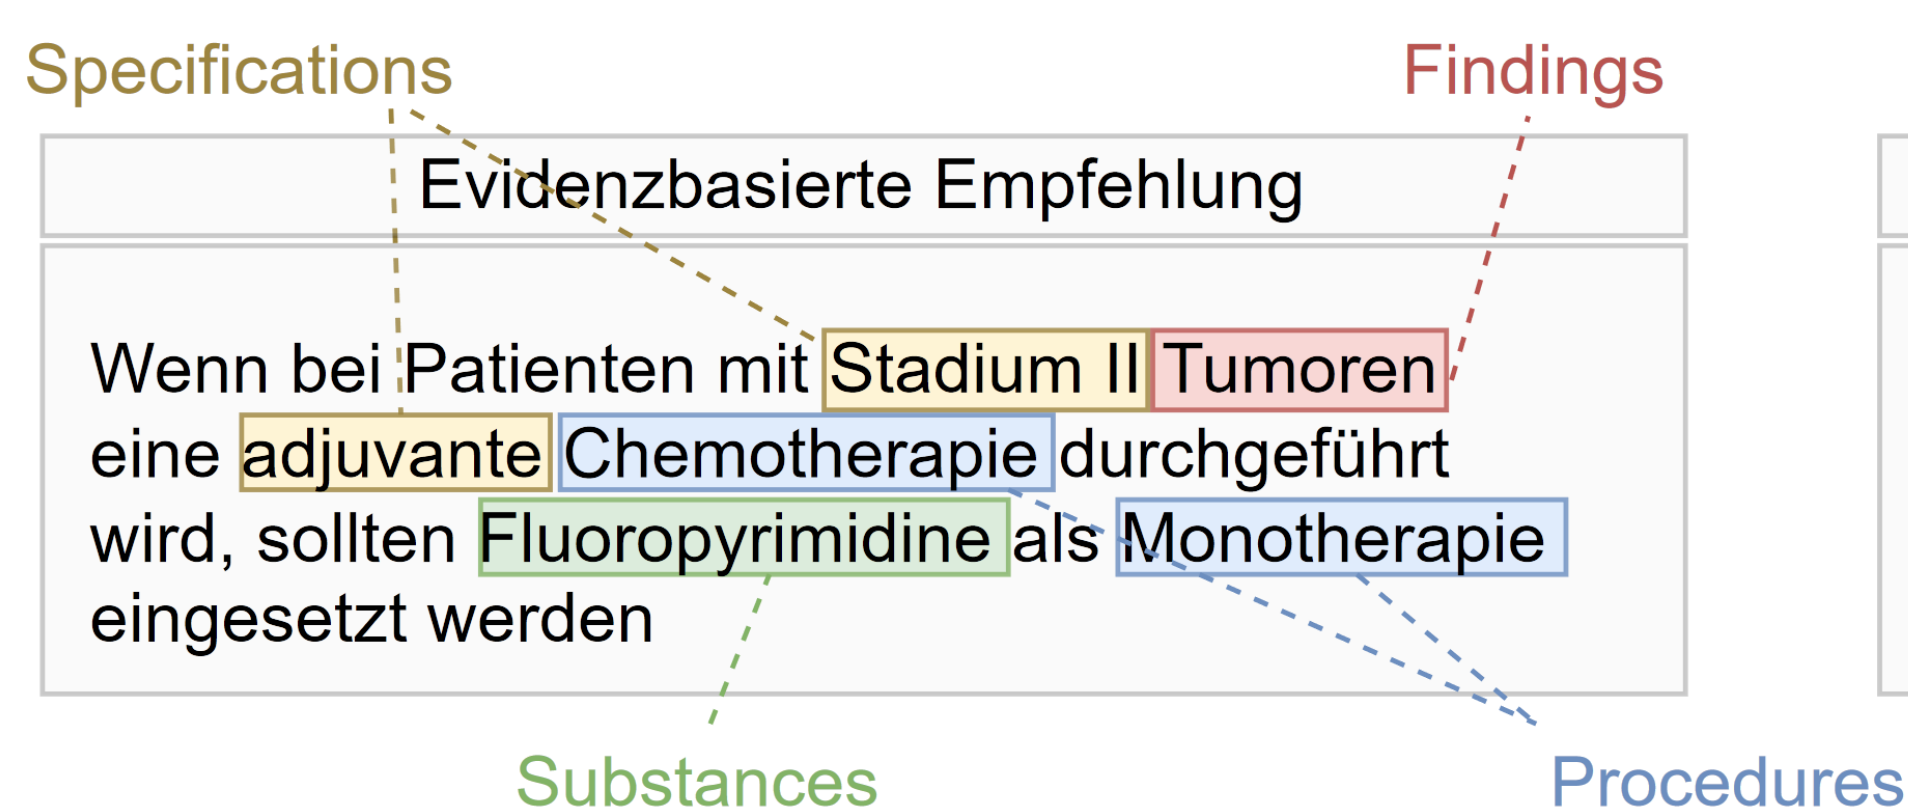 Specifications
Findings
Evidenzbasierte Empfehlung
Wenn bei Patienten mit Stadium II Tumoren
eine adjuvante Chemotherapie durchgeführt
wird, sollten Fluoropyrimidine als Monotherapie
eingesetzt werden
Substances
Procedures